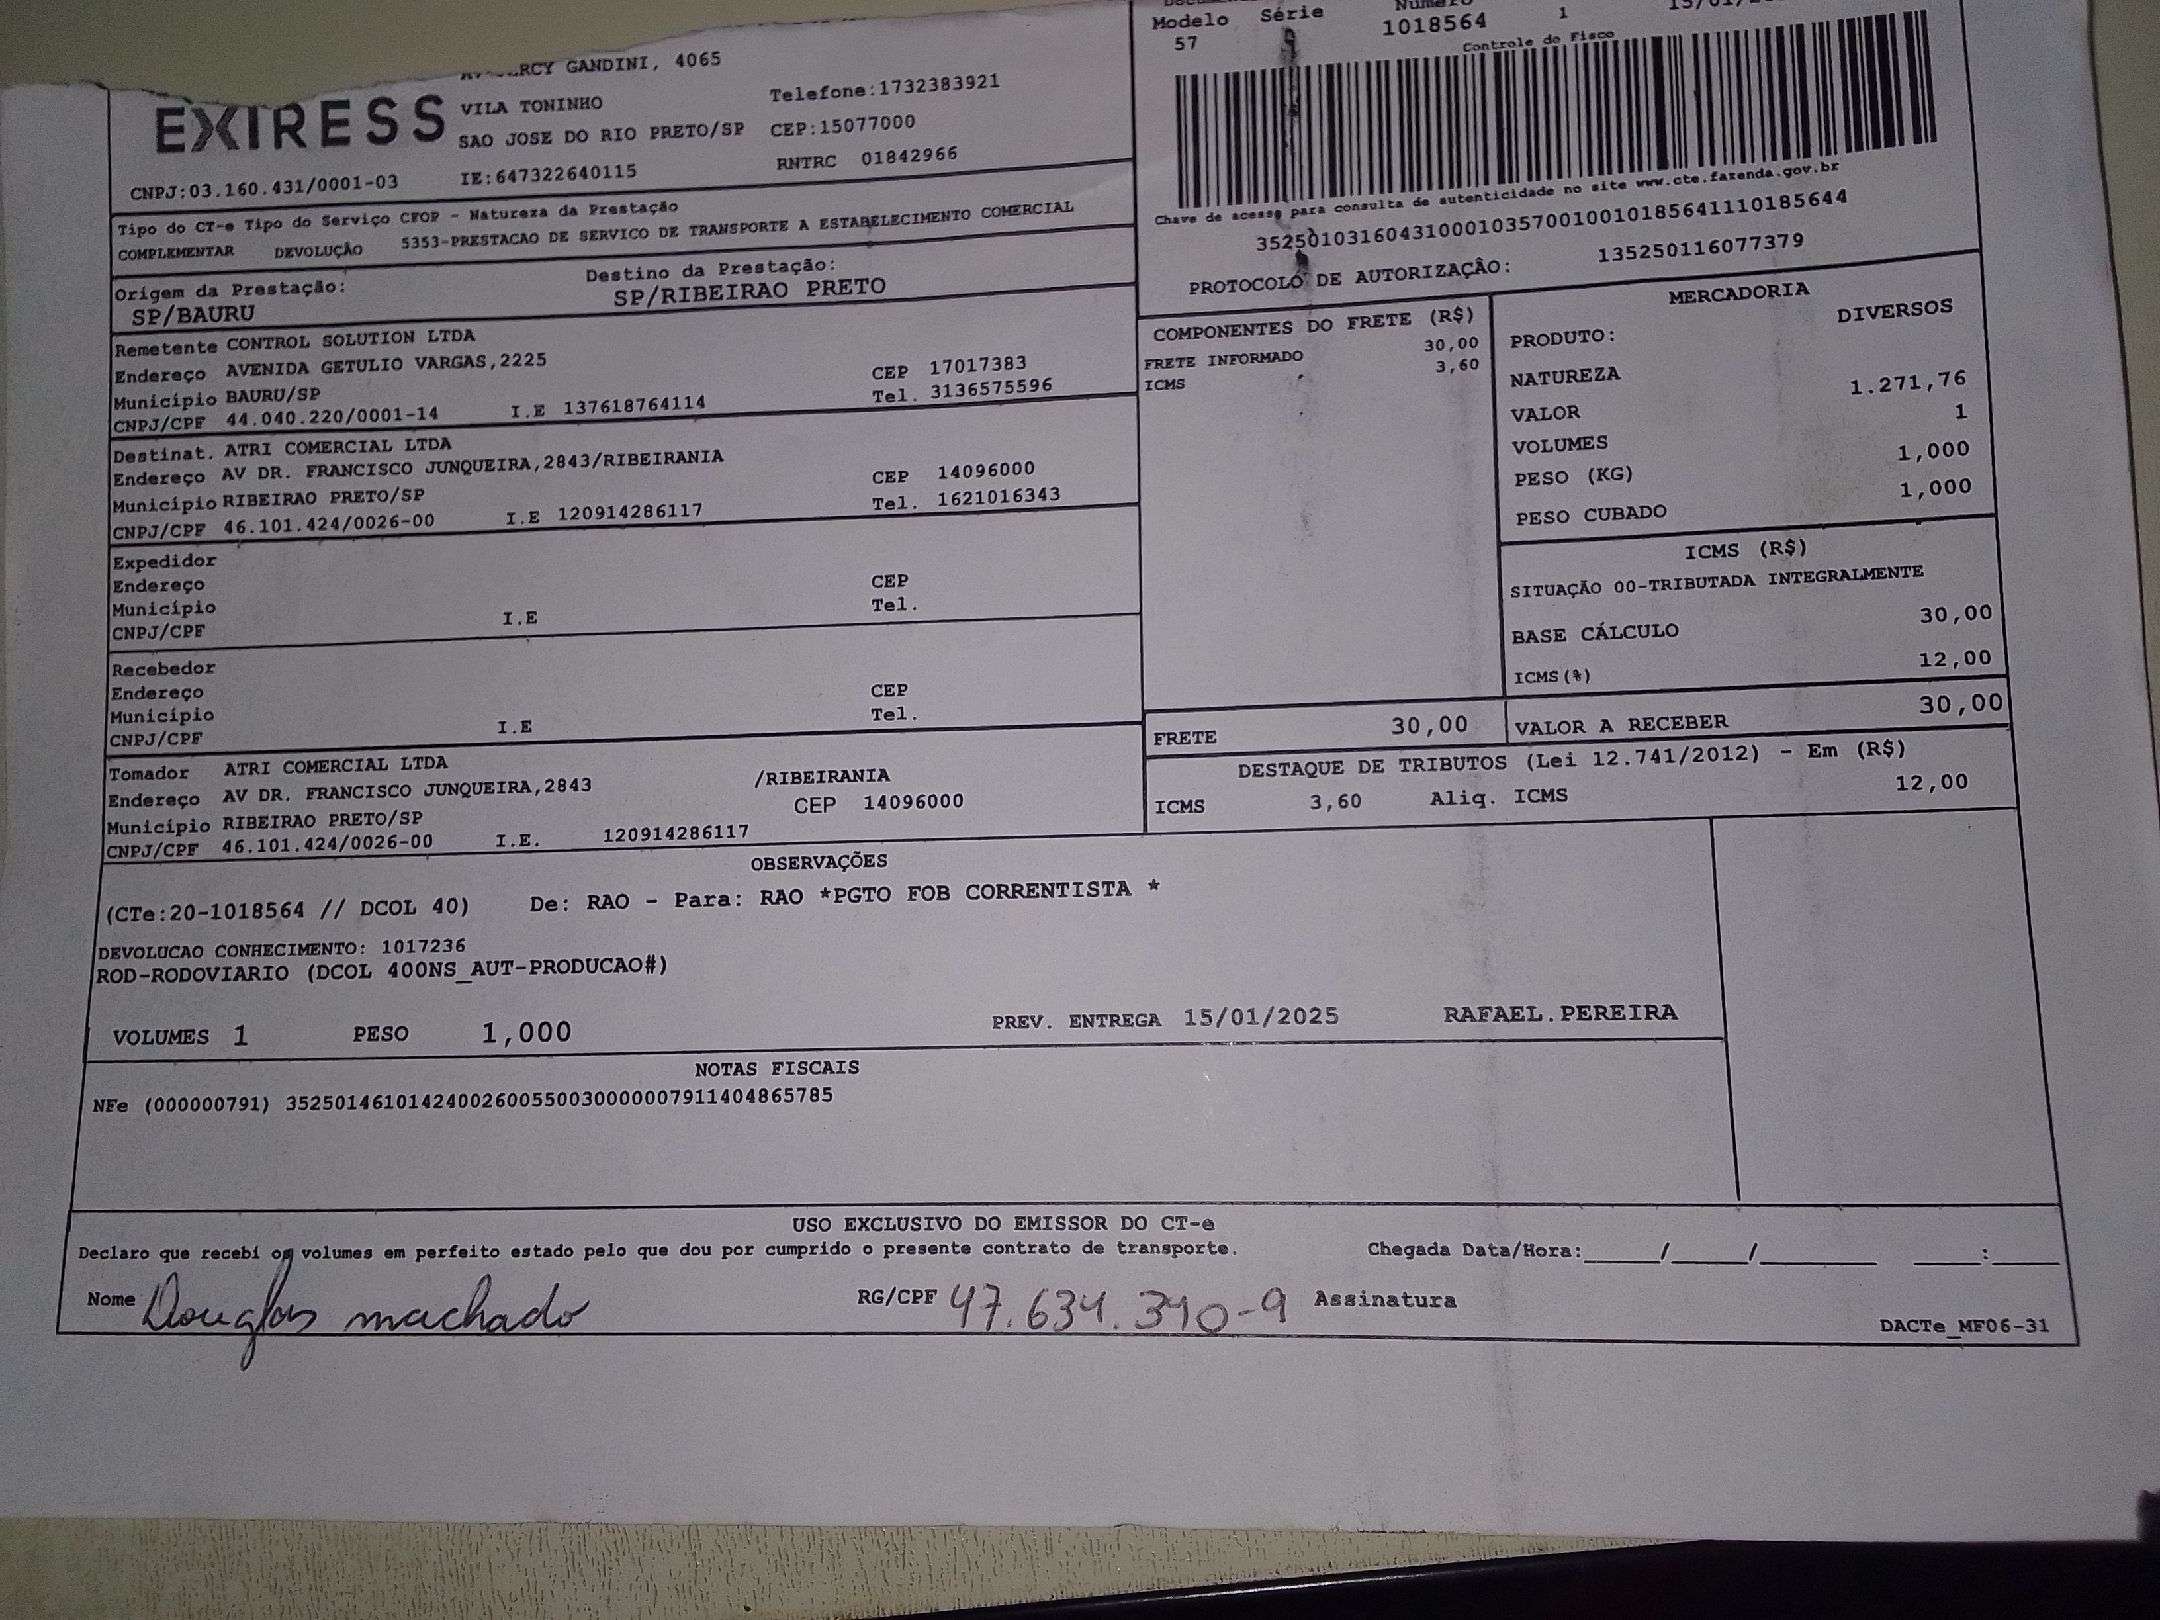 Modelo Série Número
57 1018564 1
Controle do Fisco
GANDINI, 4065
EXIRESS
VILA TONINHO Telefone:1732383921
SAO JOSE DO RIO PRETO/SP CEP:15077000
CNPJ:03.160.431/0001-03 IE:647322640115 RNTRC 01842966
Chave de acesso para consulta de autenticidade no site www.cte.fazenda.gov.br
35250103160431000103570010010185641110185644
PROTOCOLO DE AUTORIZAÇÃO: 135250116077379
Tipo do CT-e Tipo do Serviço CFOP - Natureza da Prestação
COMPLEMENTAR DEVOLUÇÃO 5353-PRESTACAO DE SERVICO DE TRANSPORTE A ESTABELECIMENTO COMERCIAL
Origem da Prestação: Destino da Prestação:
SP/BAURU SP/RIBEIRAO PRETO
Remetente CONTROL SOLUTION LTDA
Endereço AVENIDA GETULIO VARGAS,2225 CEP 17017383
Município BAURU/SP Tel. 3136575596
CNPJ/CPF 44.040.220/0001-14 I.E 137618764114
Destinat. ATRI COMERCIAL LTDA
Endereço AV DR. FRANCISCO JUNQUEIRA,2843/RIBEIRANIA CEP 14096000
Município RIBEIRAO PRETO/SP Tel. 1621016343
CNPJ/CPF 46.101.424/0026-00 I.E 120914286117
Expedidor
Endereço CEP
Município Tel.
CNPJ/CPF I.E
Recebedor
Endereço CEP
Município Tel.
CNPJ/CPF I.E
Tomador ATRI COMERCIAL LTDA
Endereço AV DR. FRANCISCO JUNQUEIRA,2843 /RIBEIRANIA
Município RIBEIRAO PRETO/SP CEP 14096000
CNPJ/CPF 46.101.424/0026-00 I.E. 120914286117
COMPONENTES DO FRETE (R$)
FRETE INFORMADO 30,00
ICMS 3,60
MERCADORIA
PRODUTO: DIVERSOS
NATUREZA
VALOR 1.271,76
VOLUMES 1
PESO (KG) 1,000
PESO CUBADO 1,000
ICMS (R$)
SITUAÇÃO 00-TRIBUTADA INTEGRALMENTE
BASE CÁLCULO 30,00
ICMS(%) 12,00
FRETE 30,00 VALOR A RECEBER 30,00
DESTAQUE DE TRIBUTOS (Lei 12.741/2012) - Em (R$)
ICMS 3,60 Aliq. ICMS 12,00
OBSERVAÇÕES
(CTe:20-1018564 // DCOL 40) De: RAO - Para: RAO *PGTO FOB CORRENTISTA *
DEVOLUCAO CONHECIMENTO: 1017236
ROD-RODOVIARIO (DCOL 400NS_AUT-PRODUCAO#)
VOLUMES 1 PESO 1,000 PREV. ENTREGA 15/01/2025 RAFAEL.PEREIRA
NOTAS FISCAIS
NFe (000000791) 35250146101424002600550030000007911404865785
USO EXCLUSIVO DO EMISSOR DO CT-e
Declaro que recebi os volumes em perfeito estado pelo que dou por cumprido o presente contrato de transporte. Chegada Data/Hora:_____/_____/________ ____:____
Nome Douglas machado RG/CPF 47.634.340-9 Assinatura
DACTe_MF06-31